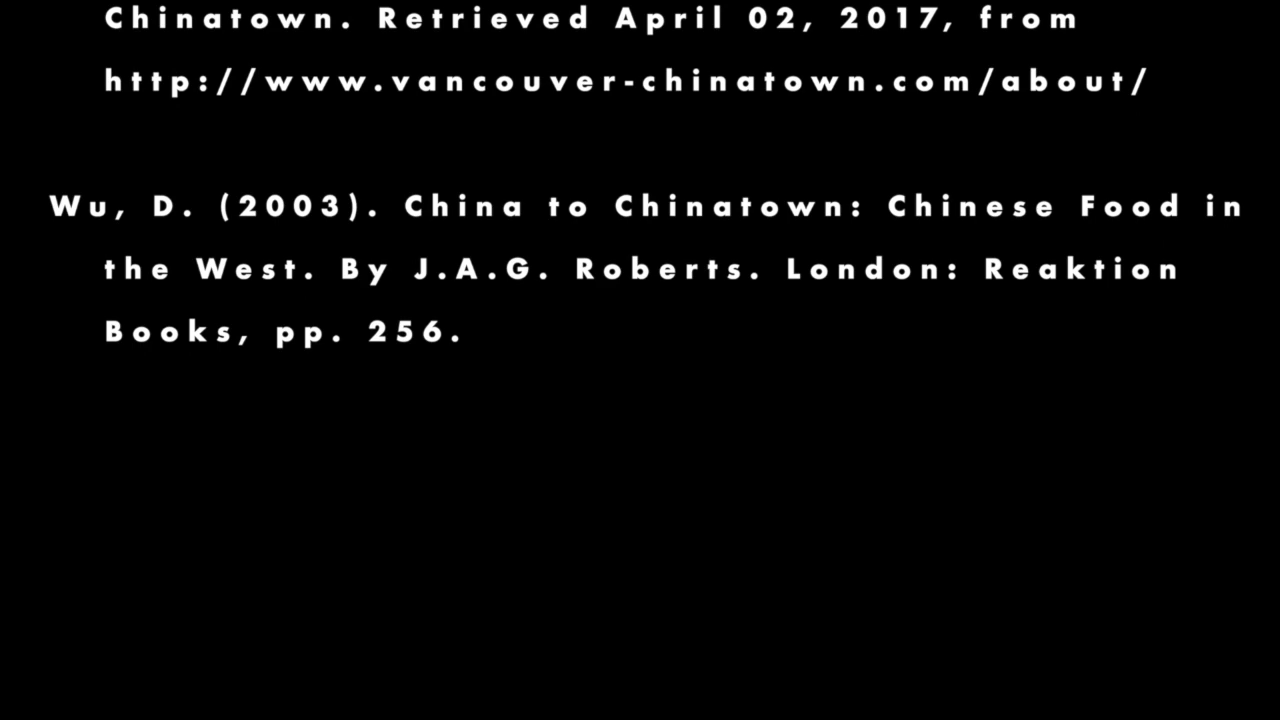 Chinatown. Retrieved April 02, 2017, from
http://www.vancouver-chinatown.com/about/
Wu, D. (2003). China to Chinatown: Chinese Food in
the West. By J.A.G. Roberts. London: Reaktion
Books, pp. 256.